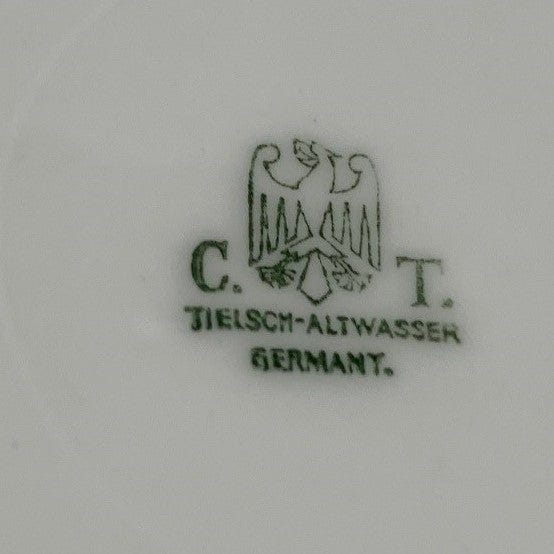 C. T.
TIELSCH-ALTWASSER
GERMANY.